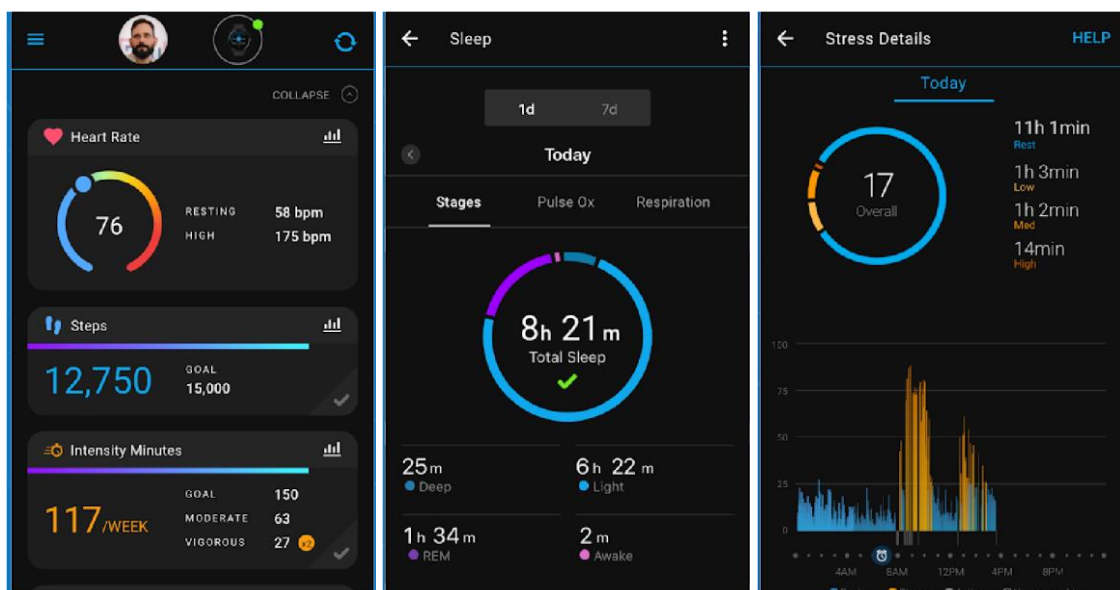 COLLAPSE
Heart Rate
76
RESTING 58 bpm
HIGH 175 bpm
Steps
12,750
GOAL
15,000
Intensity Minutes
117/WEEK
GOAL 150
MODERATE 63
VIGOROUS 27 x2
Sleep
1d 7d
Today
Stages Pulse Ox Respiration
8h 21m
Total Sleep
25m
Deep
6h 22m
Light
1h 34m
REM
2m
Awake
Stress Details HELP
Today
17
Overall
11h 1min
Rest
1h 3min
Low
1h 2min
Med
14min
High
100
75
50
25
0
4AM 8AM 12PM 4PM 8PM